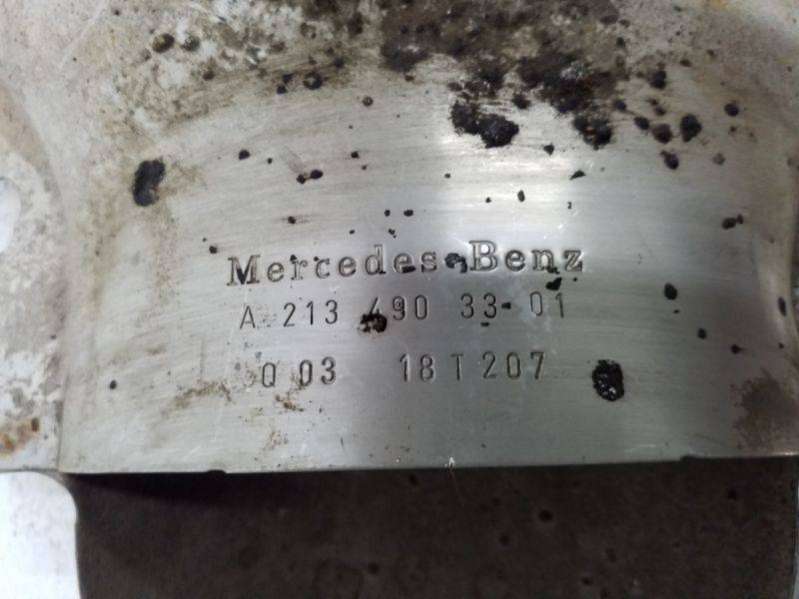 Mercedes-Benz
A 213 490 33 01
Q 03 18 T 207